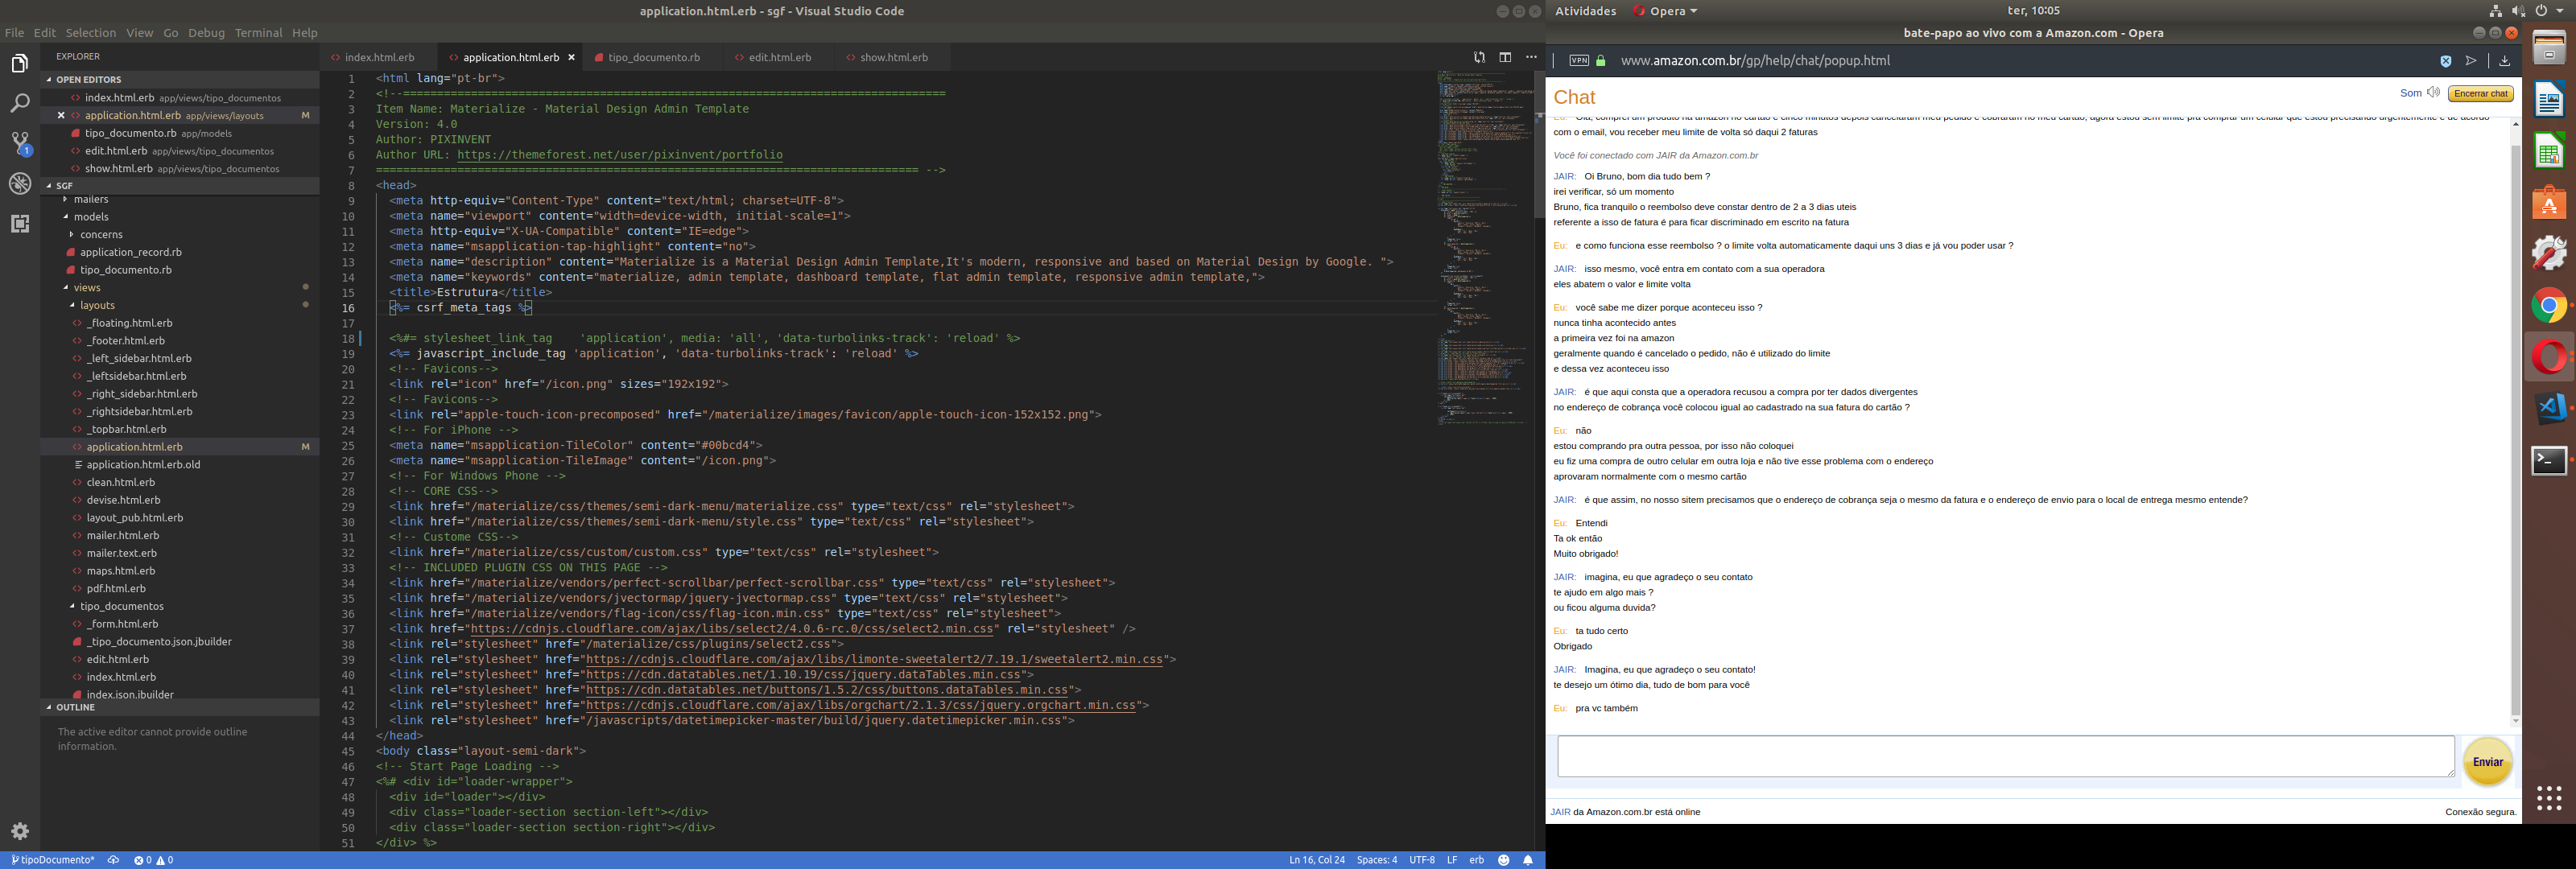 application.html.erb - sgf - Visual Studio Code
File Edit Selection View Go Debug Terminal Help
EXPLORER
OPEN EDITORS
index.html.erb app/views/tipo_documentos
application.html.erb app/views/layouts M
tipo_documento.rb app/models
edit.html.erb app/views/tipo_documentos
show.html.erb app/views/tipo_documentos
SGF
mailers
models
concerns
application_record.rb
tipo_documento.rb
views
layouts
_floating.html.erb
_footer.html.erb
_left_sidebar.html.erb
_leftsidebar.html.erb
_right_sidebar.html.erb
_rightsidebar.html.erb
_topbar.html.erb
application.html.erb M
application.html.erb.old
clean.html.erb
devise.html.erb
layout_pub.html.erb
mailer.html.erb
mailer.text.erb
maps.html.erb
pdf.html.erb
tipo_documentos
_form.html.erb
_tipo_documento.json.jbuilder
edit.html.erb
index.html.erb
index.json.jbuilder
OUTLINE
The active editor cannot provide outline
information.
index.html.erb application.html.erb tipo_documento.rb edit.html.erb show.html.erb
1 <html lang="pt-br">
2 <!--================================================================================
3 Item Name: Materialize - Material Design Admin Template
4 Version: 4.0
5 Author: PIXINVENT
6 Author URL: https://themeforest.net/user/pixinvent/portfolio
7 ================================================================================ -->
8 <head>
9 <meta http-equiv="Content-Type" content="text/html; charset=UTF-8">
10 <meta name="viewport" content="width=device-width, initial-scale=1">
11 <meta http-equiv="X-UA-Compatible" content="IE=edge">
12 <meta name="msapplication-tap-highlight" content="no">
13 <meta name="description" content="Materialize is a Material Design Admin Template,It's modern, responsive and based on Material Design by Google. ">
14 <meta name="keywords" content="materialize, admin template, dashboard template, flat admin template, responsive admin template,">
15 <title>Estrutura</title>
16 <%= csrf_meta_tags %>
17
18 <%#= stylesheet_link_tag    'application', media: 'all', 'data-turbolinks-track': 'reload' %>
19 <%= javascript_include_tag 'application', 'data-turbolinks-track': 'reload' %>
20 <!-- Favicons-->
21 <link rel="icon" href="/icon.png" sizes="192x192">
22 <!-- Favicons-->
23 <link rel="apple-touch-icon-precomposed" href="/materialize/images/favicon/apple-touch-icon-152x152.png">
24 <!-- For iPhone -->
25 <meta name="msapplication-TileColor" content="#00bcd4">
26 <meta name="msapplication-TileImage" content="/icon.png">
27 <!-- For Windows Phone -->
28 <!-- CORE CSS-->
29 <link href="/materialize/css/themes/semi-dark-menu/materialize.css" type="text/css" rel="stylesheet">
30 <link href="/materialize/css/themes/semi-dark-menu/style.css" type="text/css" rel="stylesheet">
31 <!-- Custome CSS-->
32 <link href="/materialize/css/custom/custom.css" type="text/css" rel="stylesheet">
33 <!-- INCLUDED PLUGIN CSS ON THIS PAGE -->
34 <link href="/materialize/vendors/perfect-scrollbar/perfect-scrollbar.css" type="text/css" rel="stylesheet">
35 <link href="/materialize/vendors/jvectormap/jquery-jvectormap.css" type="text/css" rel="stylesheet">
36 <link href="/materialize/vendors/flag-icon/css/flag-icon.min.css" type="text/css" rel="stylesheet">
37 <link href="https://cdnjs.cloudflare.com/ajax/libs/select2/4.0.6-rc.0/css/select2.min.css" rel="stylesheet" />
38 <link rel="stylesheet" href="/materialize/css/plugins/select2.css">
39 <link rel="stylesheet" href="https://cdnjs.cloudflare.com/ajax/libs/limonte-sweetalert2/7.19.1/sweetalert2.min.css">
40 <link rel="stylesheet" href="https://cdn.datatables.net/1.10.19/css/jquery.dataTables.min.css">
41 <link rel="stylesheet" href="https://cdn.datatables.net/buttons/1.5.2/css/buttons.dataTables.min.css">
42 <link rel="stylesheet" href="https://cdnjs.cloudflare.com/ajax/libs/orgchart/2.1.3/css/jquery.orgchart.min.css">
43 <link rel="stylesheet" href="/javascripts/datetimepicker-master/build/jquery.datetimepicker.min.css">
44 </head>
45 <body class="layout-semi-dark">
46 <!-- Start Page Loading -->
47 <%# <div id="loader-wrapper">
48 <div id="loader"></div>
49 <div class="loader-section section-left"></div>
50 <div class="loader-section section-right"></div>
51 </div> %>
tipoDocumento* 0 0 Ln 16, Col 24 Spaces: 4 UTF-8 LF erb
Atividades Opera ter, 10:05
bate-papo ao vivo com a Amazon.com - Opera
VPN www.amazon.com.br/gp/help/chat/popup.html
Chat Som Encerrar chat
Eu: Olá, comprei um produto na amazon no cartão e cinco minutos depois cancelaram meu pedido e cobraram no meu cartão, agora estou sem limite pra comprar um celular que estou precisando urgentemente e de acordo
com o email, vou receber meu limite de volta só daqui 2 faturas
Você foi conectado com JAIR da Amazon.com.br
JAIR: Oi Bruno, bom dia tudo bem ?
irei verificar, só um momento
Bruno, fica tranquilo o reembolso deve constar dentro de 2 a 3 dias uteis
referente a isso de fatura é para ficar discriminado em escrito na fatura
Eu: e como funciona esse reembolso ? o limite volta automaticamente daqui uns 3 dias e já vou poder usar ?
JAIR: isso mesmo, você entra em contato com a sua operadora
eles abatem o valor e limite volta
Eu: você sabe me dizer porque aconteceu isso ?
nunca tinha acontecido antes
a primeira vez foi na amazon
geralmente quando é cancelado o pedido, não é utilizado do limite
e dessa vez aconteceu isso
JAIR: é que aqui consta que a operadora recusou a compra por ter dados divergentes
no endereço de cobrança você colocou igual ao cadastrado na sua fatura do cartão ?
Eu: não
estou comprando pra outra pessoa, por isso não coloquei
eu fiz uma compra de outro celular em outra loja e não tive esse problema com o endereço
aprovaram normalmente com o mesmo cartão
JAIR: é que assim, no nosso sitem precisamos que o endereço de cobrança seja o mesmo da fatura e o endereço de envio para o local de entrega mesmo entende?
Eu: Entendi
Ta ok então
Muito obrigado!
JAIR: imagina, eu que agradeço o seu contato
te ajudo em algo mais ?
ou ficou alguma duvida?
Eu: ta tudo certo
Obrigado
JAIR: Imagina, eu que agradeço o seu contato!
te desejo um ótimo dia, tudo de bom para você
Eu: pra vc também
Enviar
JAIR da Amazon.com.br está online Conexão segura.